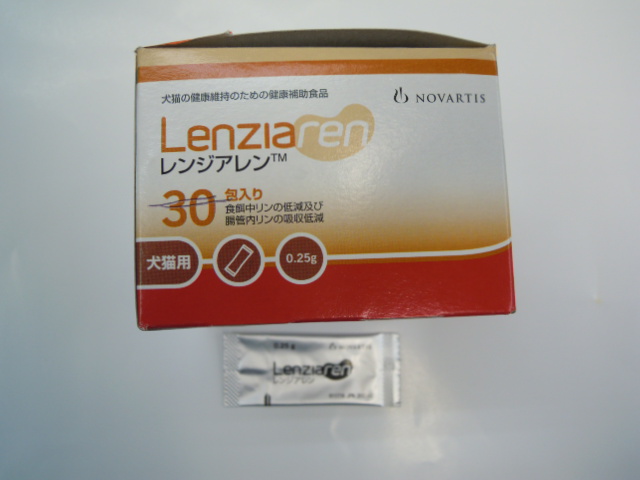 犬猫の健康維持のための健康補助食品
NOVARTIS
Lenziaren
レンジアレン™
30 包入り
食餌中リンの低減及び
腸管内リンの吸収低減
犬猫用
0.25g
0.25 g
NOVARTIS
Lenziaren
レンジアレン